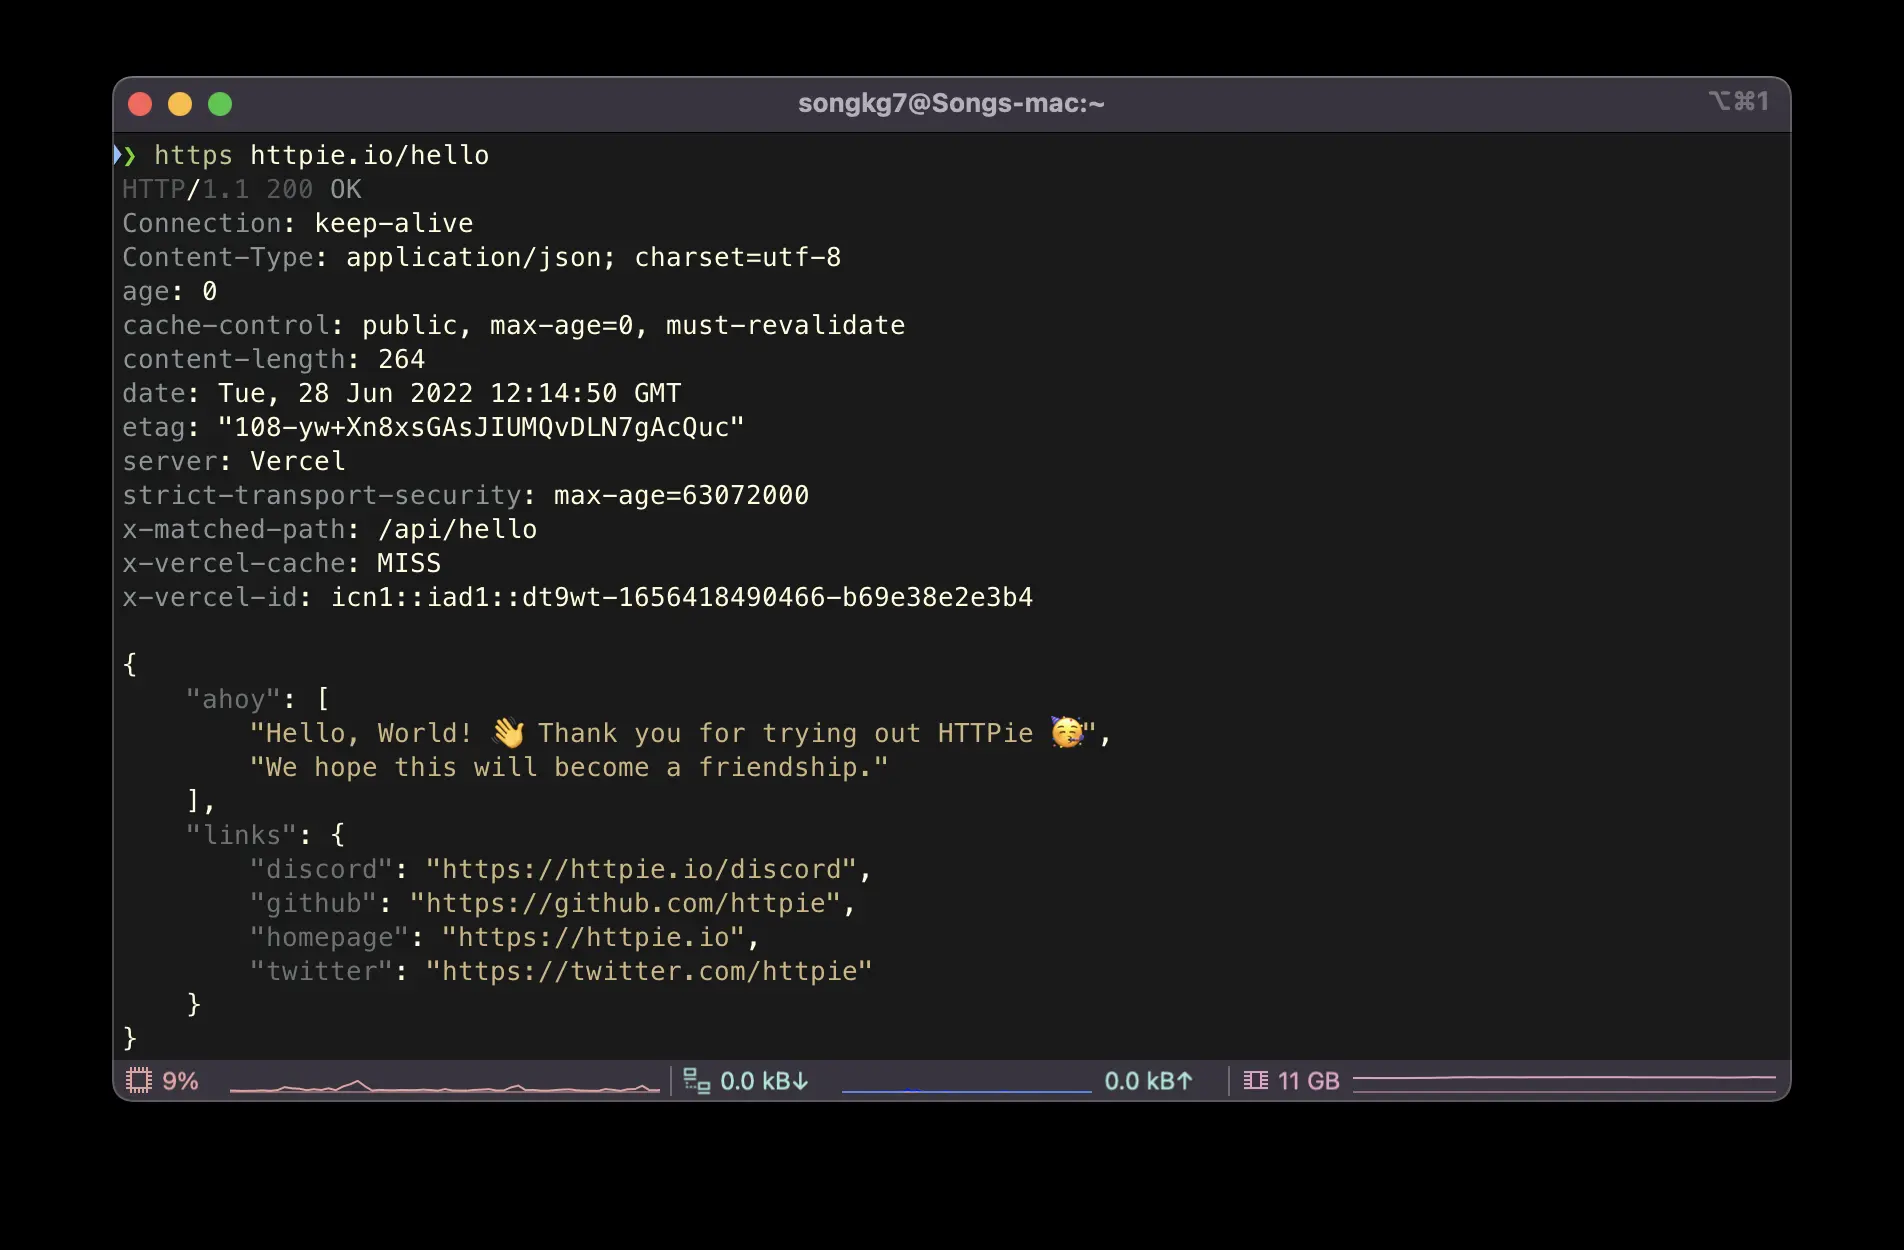 songkg7@Songs-mac:~
⌥⌘1
❯ https httpie.io/hello
HTTP/1.1 200 OK
Connection: keep-alive
Content-Type: application/json; charset=utf-8
age: 0
cache-control: public, max-age=0, must-revalidate
content-length: 264
date: Tue, 28 Jun 2022 12:14:50 GMT
etag: "108-yw+Xn8xsGAsJIUMQvDLN7gAcQuc"
server: Vercel
strict-transport-security: max-age=63072000
x-matched-path: /api/hello
x-vercel-cache: MISS
x-vercel-id: icn1::iad1::dt9wt-1656418490466-b69e38e2e3b4
{
    "ahoy": [
        "Hello, World! 👋 Thank you for trying out HTTPie 🥳",
        "We hope this will become a friendship."
    ],
    "links": {
        "discord": "https://httpie.io/discord",
        "github": "https://github.com/httpie",
        "homepage": "https://httpie.io",
        "twitter": "https://twitter.com/httpie"
    }
}
9% 0.0 kB↓ 0.0 kB↑ 11 GB